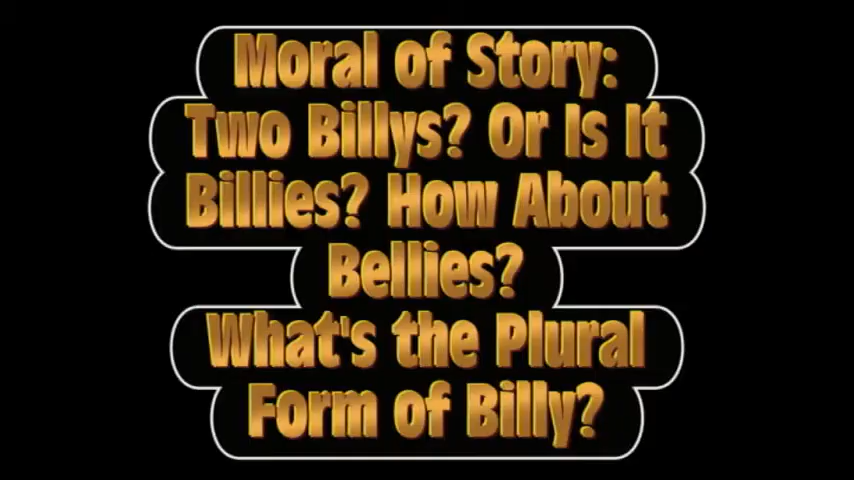 Moral of Story:
Two Billys? Or Is It
Billies? How About
Bellies?
What's the Plural
Form of Billy?